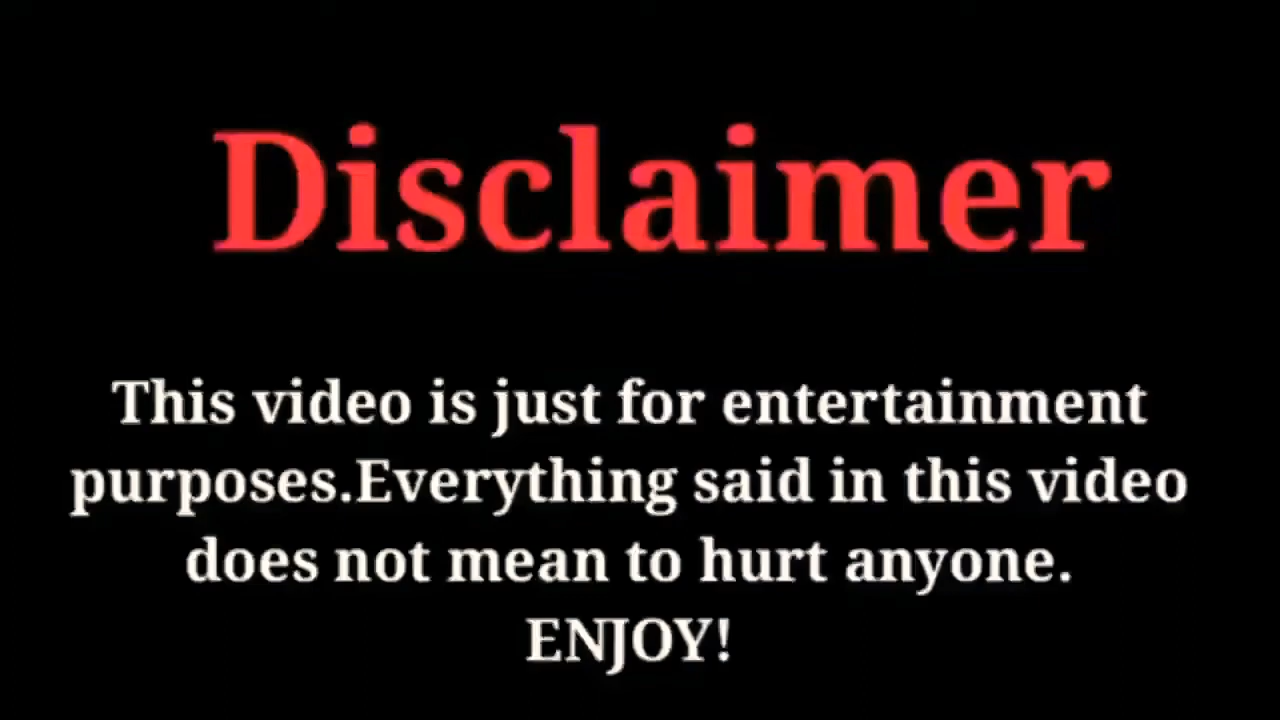 Disclaimer
This video is just for entertainment
purposes.Everything said in this video
does not mean to hurt anyone.
ENJOY!